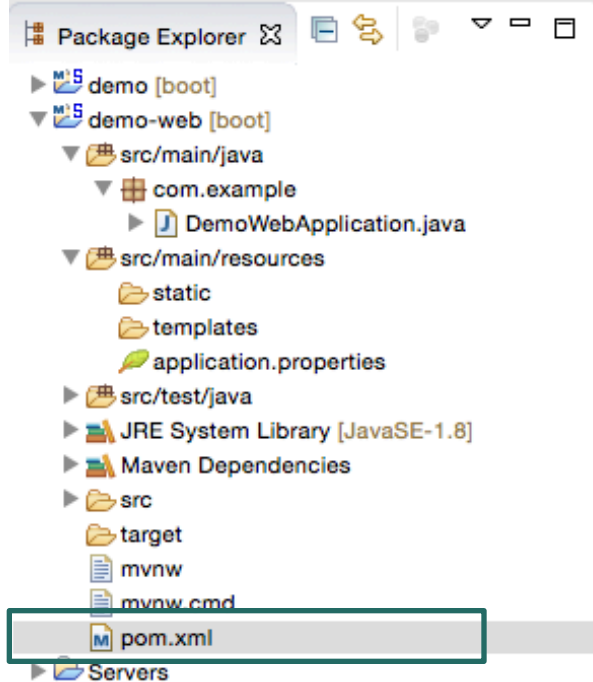 Package Explorer
demo [boot]
demo-web [boot]
src/main/java
com.example
DemoWebApplication.java
src/main/resources
static
templates
application.properties
src/test/java
JRE System Library [JavaSE-1.8]
Maven Dependencies
src
target
mvnw
mvnw.cmd
pom.xml
Servers